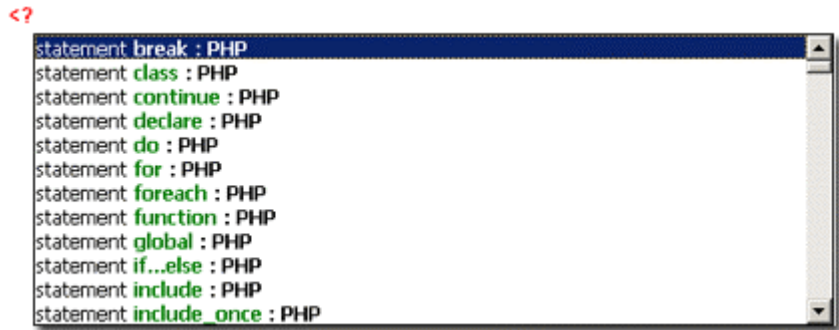 <?
statement break : PHP
statement class : PHP
statement continue : PHP
statement declare : PHP
statement do : PHP
statement for : PHP
statement foreach : PHP
statement function : PHP
statement global : PHP
statement if...else : PHP
statement include : PHP
statement include_once : PHP